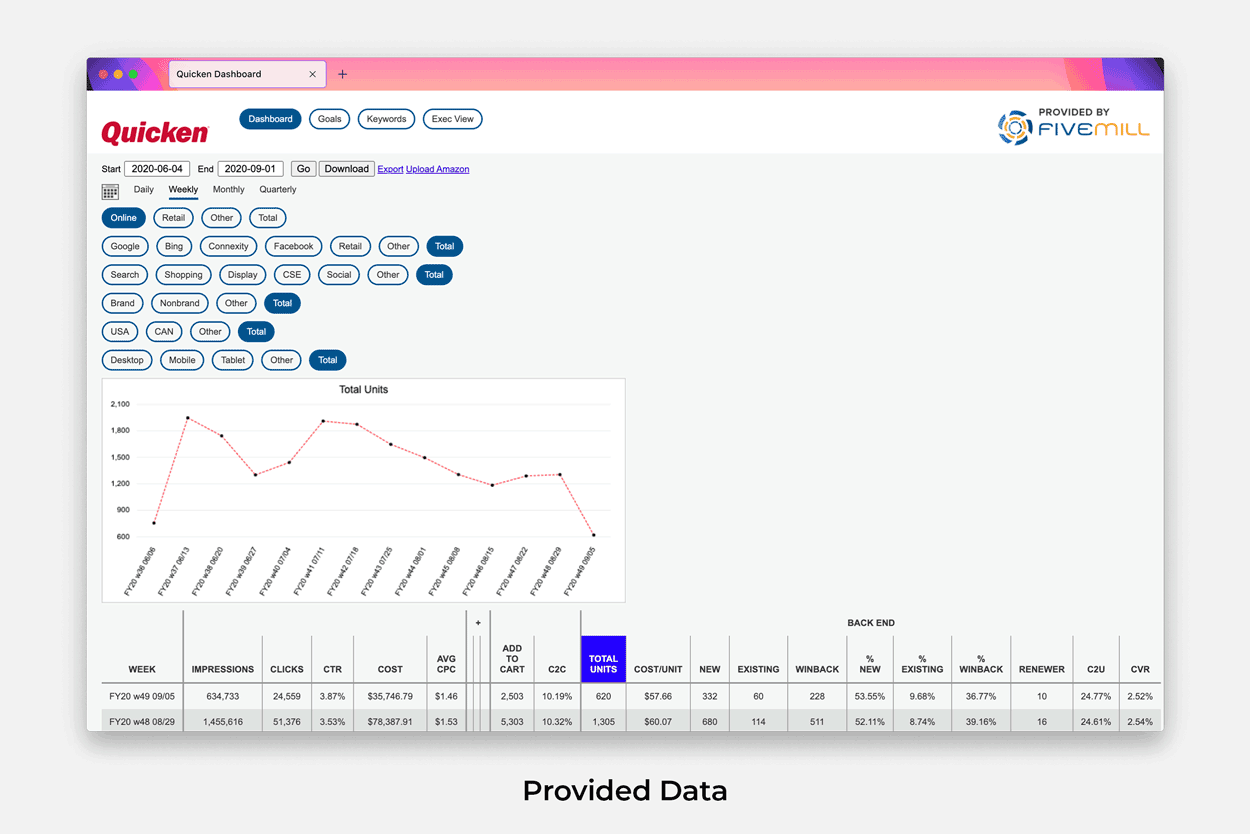 Quicken Dashboard
Quicken
Dashboard Goals Keywords Exec View
PROVIDED BY
FIVEMILL
Start 2020-06-04 End 2020-09-01 Go Download Export Upload Amazon
Daily Weekly Monthly Quarterly
Online Retail Other Total
Google Bing Connexity Facebook Retail Other Total
Search Shopping Display CSE Social Other Total
Brand Nonbrand Other Total
USA CAN Other Total
Desktop Mobile Tablet Other Total
Total Units
2,100
1,800
1,500
1,200
900
600
FY20 w36 06/06
FY20 w37 06/13
FY20 w38 06/20
FY20 w39 06/27
FY20 w40 07/04
FY20 w41 07/11
FY20 w42 07/18
FY20 w43 07/25
FY20 w44 08/01
FY20 w45 08/08
FY20 w46 08/15
FY20 w47 08/22
FY20 w48 08/29
FY20 w49 09/05
+ BACK END
WEEK IMPRESSIONS CLICKS CTR COST AVG CPC ADD TO CART C2C TOTAL UNITS COST/UNIT NEW EXISTING WINBACK % NEW % EXISTING % WINBACK RENEWER C2U CVR
FY20 w49 09/05 634,733 24,559 3.87% $35,746.79 $1.46 2,503 10.19% 620 $57.66 332 60 228 53.55% 9.68% 36.77% 10 24.77% 2.52%
FY20 w48 08/29 1,455,616 51,376 3.53% $78,387.91 $1.53 5,303 10.32% 1,305 $60.07 680 114 511 52.11% 8.74% 39.16% 16 24.61% 2.54%
Provided Data